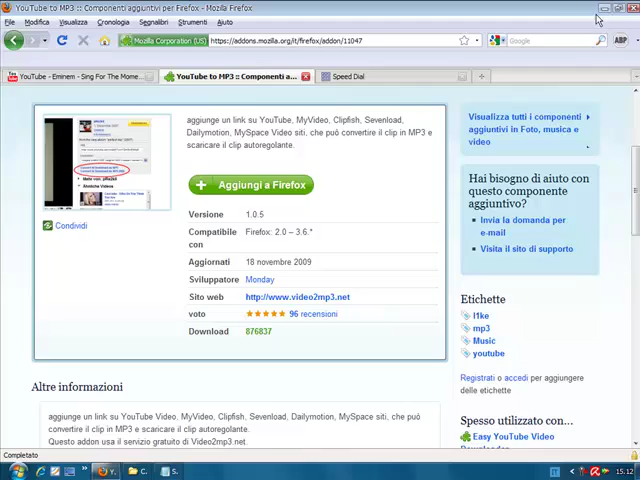 YouTube to MP3 :: Componenti aggiuntivi per Firefox - Mozilla Firefox
File Modifica Visualizza Cronologia Segnalibri Strumenti Aiuto
Mozilla Corporation (US) https://addons.mozilla.org/it/firefox/addon/11047 Google ABP
YouTube - Eminem - Sing For The Mome... YouTube to MP3 :: Componenti a... Speed Dial
aggiunge un link su YouTube, MyVideo, Clipfish, Sevenload,
Dailymotion, MySpace Video siti. che può convertire il clip in MP3 e
scaricare il clip autoregolante.
Aggiungi a Firefox
Condividi
Versione 1.0.5
Compatibile con Firefox: 2.0 – 3.6.*
Aggiornati 18 novembre 2009
Sviluppatore Monday
Sito web http://www.video2mp3.net
voto 96 recensioni
Download 876837
Visualizza tutti i componenti
aggiuntivi in Foto, musica e
video
Hai bisogno di aiuto con
questo componente
aggiuntivo?
Invia la domanda per
e-mail
Visita il sito di supporto
Etichette
l1ke
mp3
Music
youtube
Registrati o accedi per aggiungere
delle etichette
Spesso utilizzato con...
Easy YouTube Video
Altre informazioni
aggiunge un link su YouTube Video, MyVideo, Clipfish, Sevenload, Dailymotion, MySpace siti, che può
convertire il clip in MP3 e scaricare il clip autoregolante.
Questo addon usa il servizio gratuito di Video2mp3.net.
Completato
Y. C. S. IT 15.12